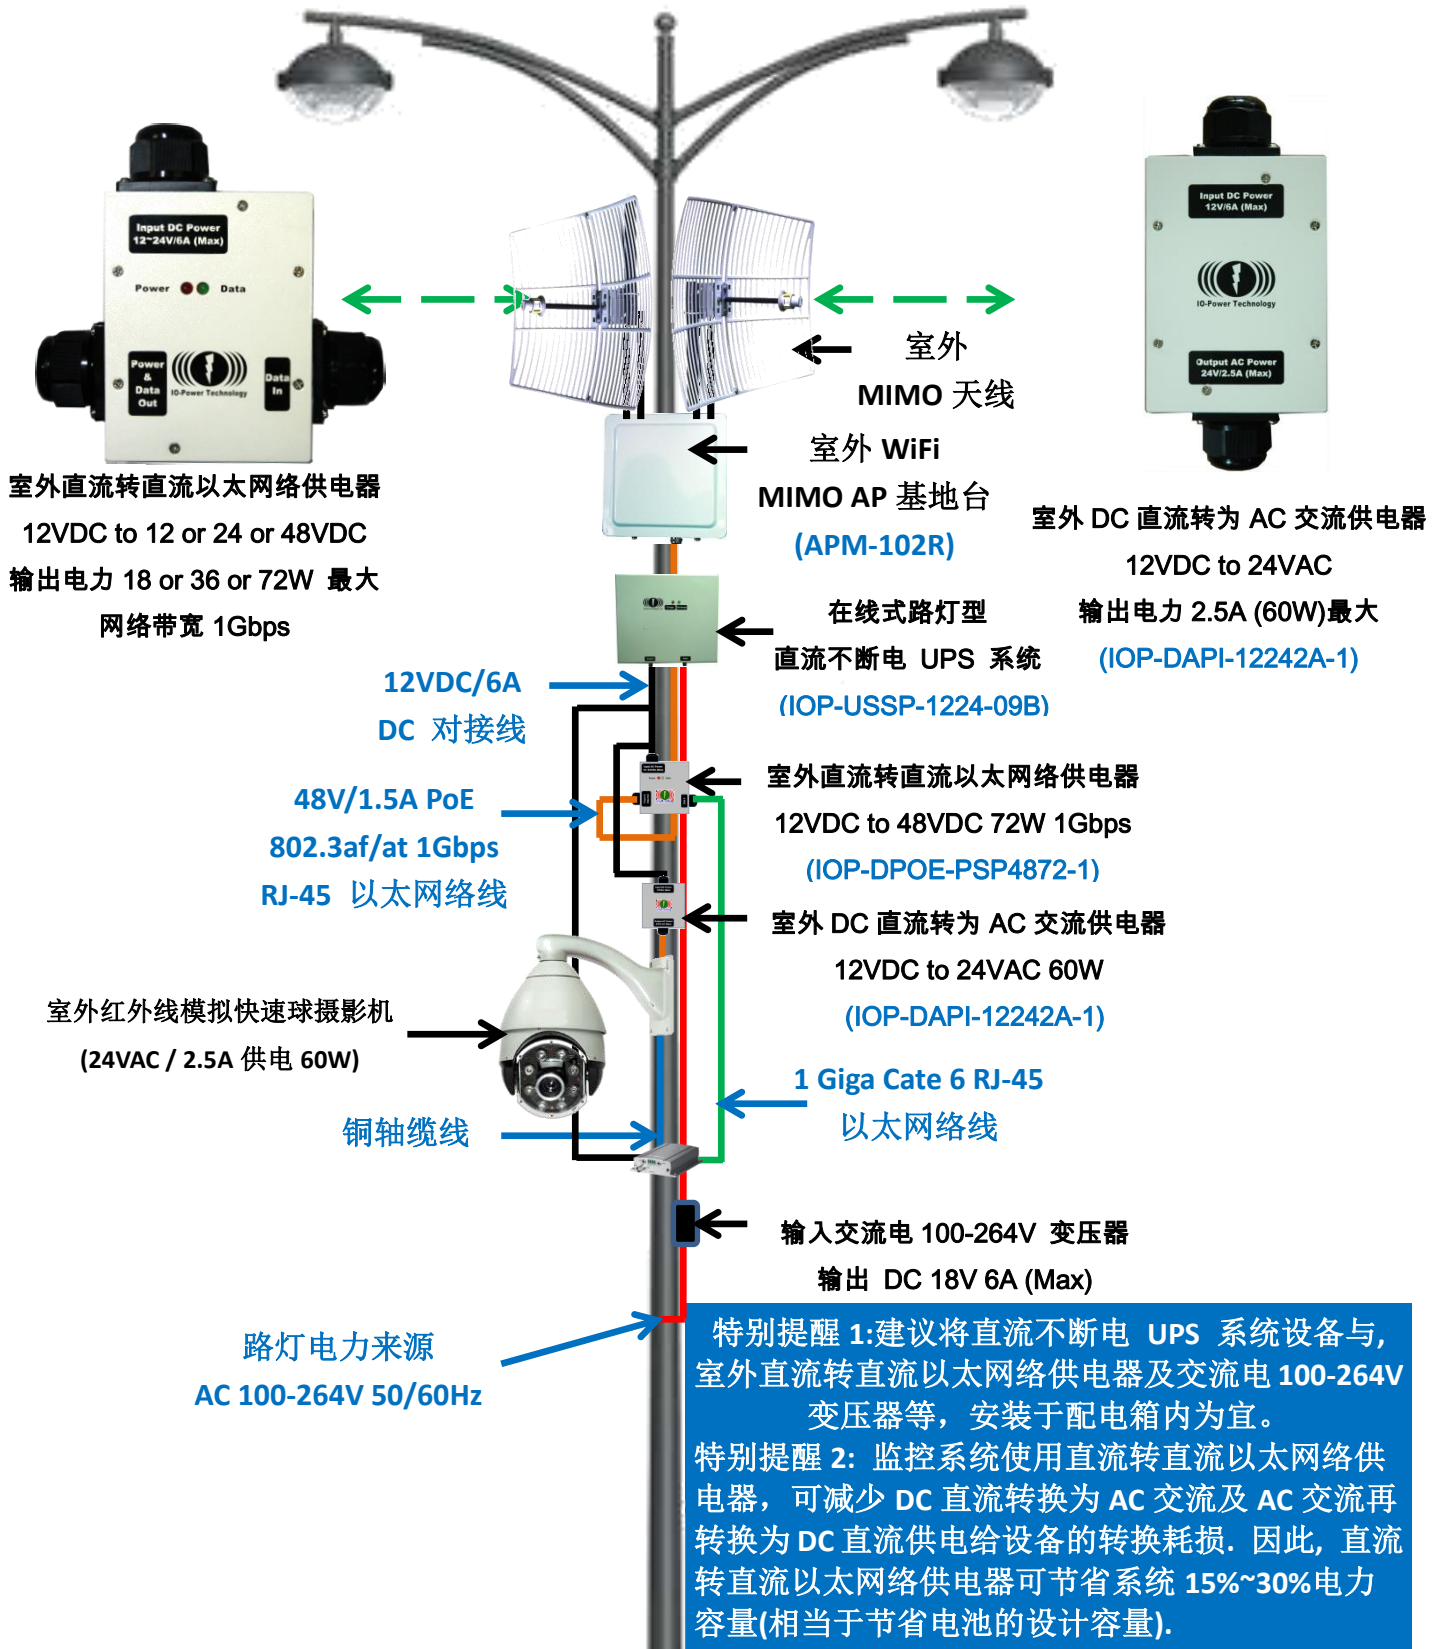 Input DC Power
12~24V/6A (Max)
Power
Data
Power
&
Data
Out
IO-Power Technology
Data
In
室外直流转直流以太网络供电器
12VDC to 12 or 24 or 48VDC
输出电力 18 or 36 or 72W 最大
网络带宽 1Gbps
Input DC Power
12V/6A (Max)
IO-Power Technology
Output AC Power
24V/2.5A (Max)
室外 DC 直流转为 AC 交流供电器
12VDC to 24VAC
输出电力 2.5A (60W)最大
(IOP-DAPI-12242A-1)
室外
MIMO 天线
室外 WiFi
MIMO AP 基地台
(APM-102R)
在线式路灯型
直流不断电 UPS 系统
(IOP-USSP-1224-09B)
12VDC/6A
DC 对接线
室外直流转直流以太网络供电器
12VDC to 48VDC 72W 1Gbps
(IOP-DPOE-PSP4872-1)
48V/1.5A PoE
802.3af/at 1Gbps
RJ-45 以太网络线
室外 DC 直流转为 AC 交流供电器
12VDC to 24VAC 60W
(IOP-DAPI-12242A-1)
室外红外线模拟快速球摄影机
(24VAC / 2.5A 供电 60W)
1 Giga Cate 6 RJ-45
以太网络线
铜轴缆线
输入交流电 100-264V 变压器
输出 DC 18V 6A (Max)
路灯电力来源
AC 100-264V 50/60Hz
特别提醒 1:建议将直流不断电 UPS 系统设备与,
室外直流转直流以太网络供电器及交流电 100-264V
变压器等，安装于配电箱内为宜。
特别提醒 2: 监控系统使用直流转直流以太网络供
电器，可减少 DC 直流转换为 AC 交流及 AC 交流再
转换为 DC 直流供电给设备的转换耗损. 因此, 直流
转直流以太网络供电器可节省系统 15%~30%电力
容量(相当于节省电池的设计容量).